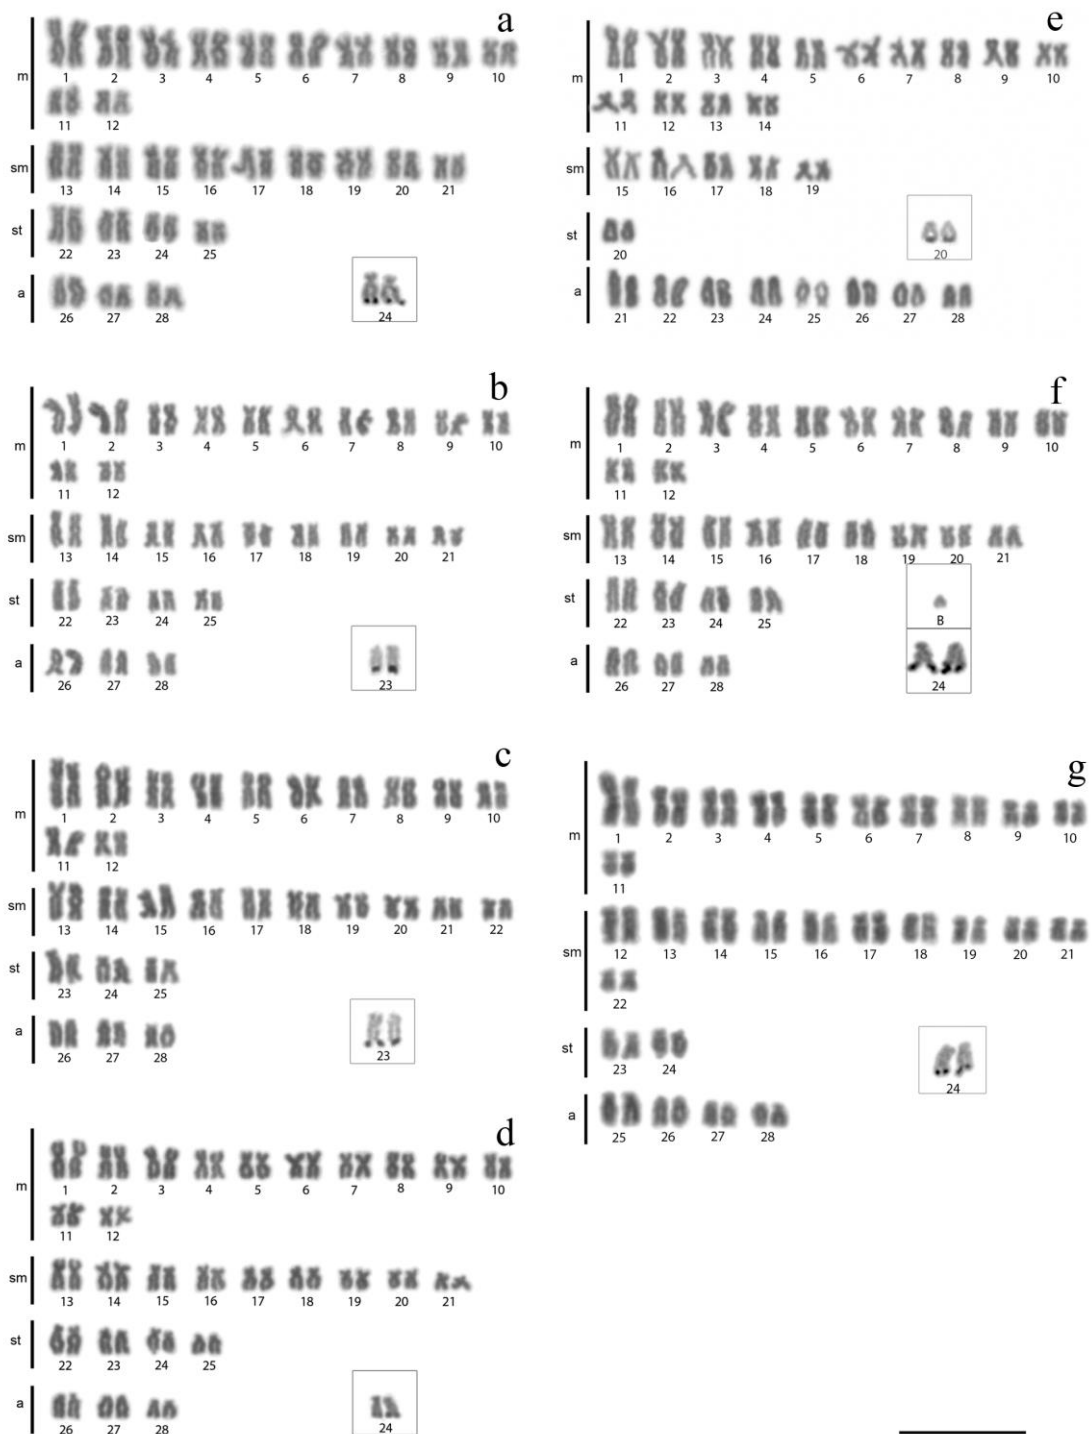 a
m
1 2 3 4 5 6 7 8 9 10
11 12
sm
13 14 15 16 17 18 19 20 21
st
22 23 24 25
a
26 27 28
24
b
m
1 2 3 4 5 6 7 8 9 10
11 12
sm
13 14 15 16 17 18 19 20 21
st
22 23 24 25
a
26 27 28
23
c
m
1 2 3 4 5 6 7 8 9 10
11 12
sm
13 14 15 16 17 18 19 20 21 22
st
23 24 25
a
26 27 28
23
d
m
1 2 3 4 5 6 7 8 9 10
11 12
sm
13 14 15 16 17 18 19 20 21
st
22 23 24 25
a
26 27 28
24
e
m
1 2 3 4 5 6 7 8 9 10
11 12 13 14
sm
15 16 17 18 19
st
20
20
a
21 22 23 24 25 26 27 28
f
m
1 2 3 4 5 6 7 8 9 10
11 12
sm
13 14 15 16 17 18 19 20 21
st
22 23 24 25
B
a
26 27 28
24
g
m
1 2 3 4 5 6 7 8 9 10
11
sm
12 13 14 15 16 17 18 19 20 21
22
st
23 24
24
a
25 26 27 28